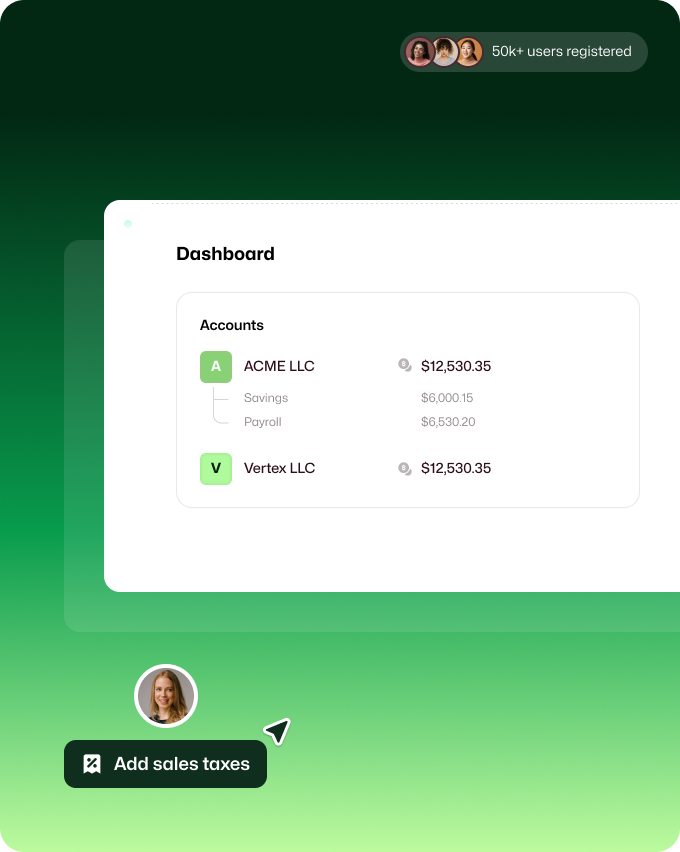 50k+ users registered
Dashboard
Accounts
A ACME LLC $12,530.35
Savings $6,000.15
Payroll $6,530.20
V Vertex LLC $12,530.35
Add sales taxes